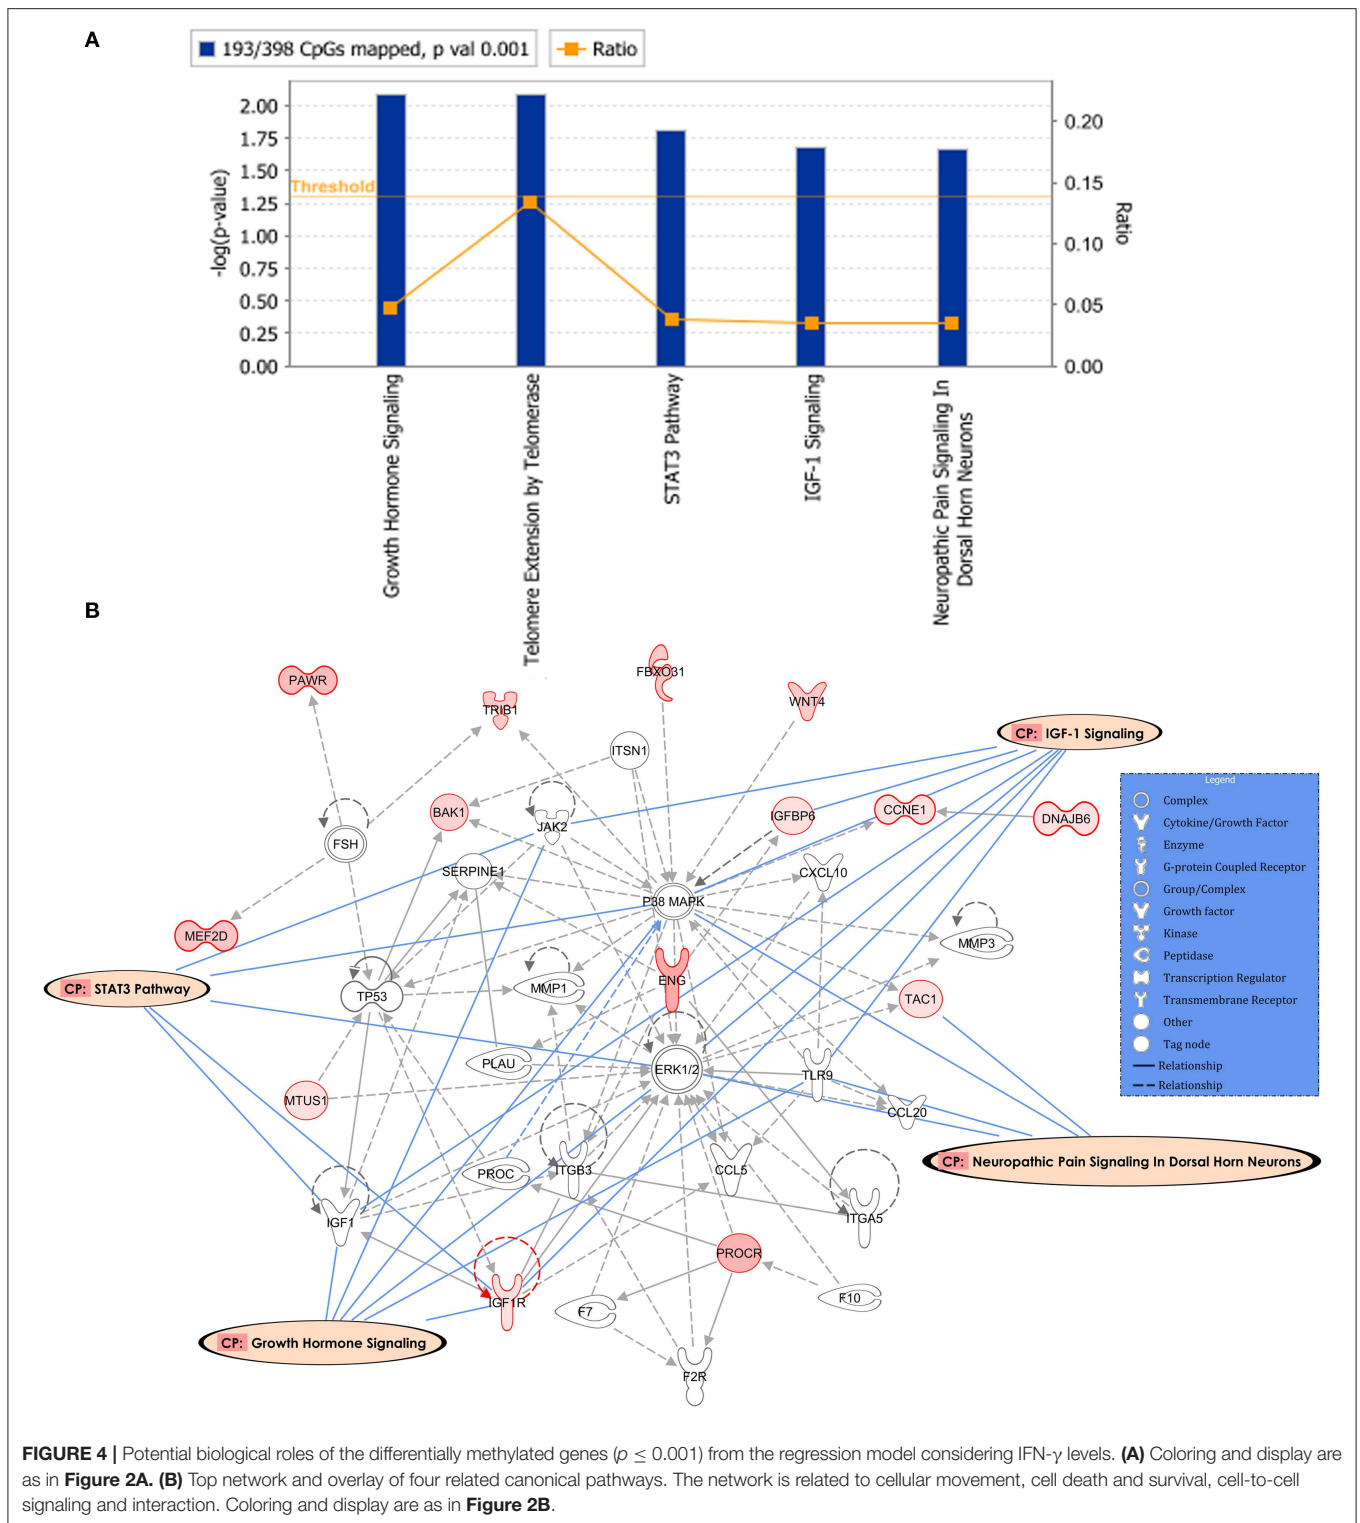 A
193/398 CpGs mapped, p val 0.001
Ratio
2.00
1.75
1.50
1.25
1.00
0.75
0.50
0.25
0.00
-log(p-value)
Threshold
0.20
0.15
0.10
0.05
0.00
Ratio
Growth Hormone Signaling
Telomere Extension by Telomerase
STAT3 Pathway
IGF-1 Signaling
Neuropathic Pain Signaling In
Dorsal Horn Neurons
B
PAWR
TRIB1
FBXO31
WNT4
ITSN1
CP: IGF-1 Signaling
BAK1
JAK2
IGFBP6
CCNE1
DNAJB6
FSH
SERPINE1
CXCL10
P38 MAPK
MEF2D
MMP3
CP: STAT3 Pathway
TP53
MMP1
ENG
TAC1
PLAU
ERK1/2
TLR9
MTUS1
CCL20
PROC
ITGB3
CCL5
CP: Neuropathic Pain Signaling In Dorsal Horn Neurons
IGF1
ITGA5
PROCR
IGF1R
F7
F10
CP: Growth Hormone Signaling
F2R
Legend
Complex
Cytokine/Growth Factor
Enzyme
G-protein Coupled Receptor
Group/Complex
Growth factor
Kinase
Peptidase
Transcription Regulator
Transmembrane Receptor
Other
Tag node
Relationship
Relationship
FIGURE 4 | Potential biological roles of the differentially methylated genes (p ≤ 0.001) from the regression model considering IFN-γ levels. (A) Coloring and display are
as in Figure 2A. (B) Top network and overlay of four related canonical pathways. The network is related to cellular movement, cell death and survival, cell-to-cell
signaling and interaction. Coloring and display are as in Figure 2B.